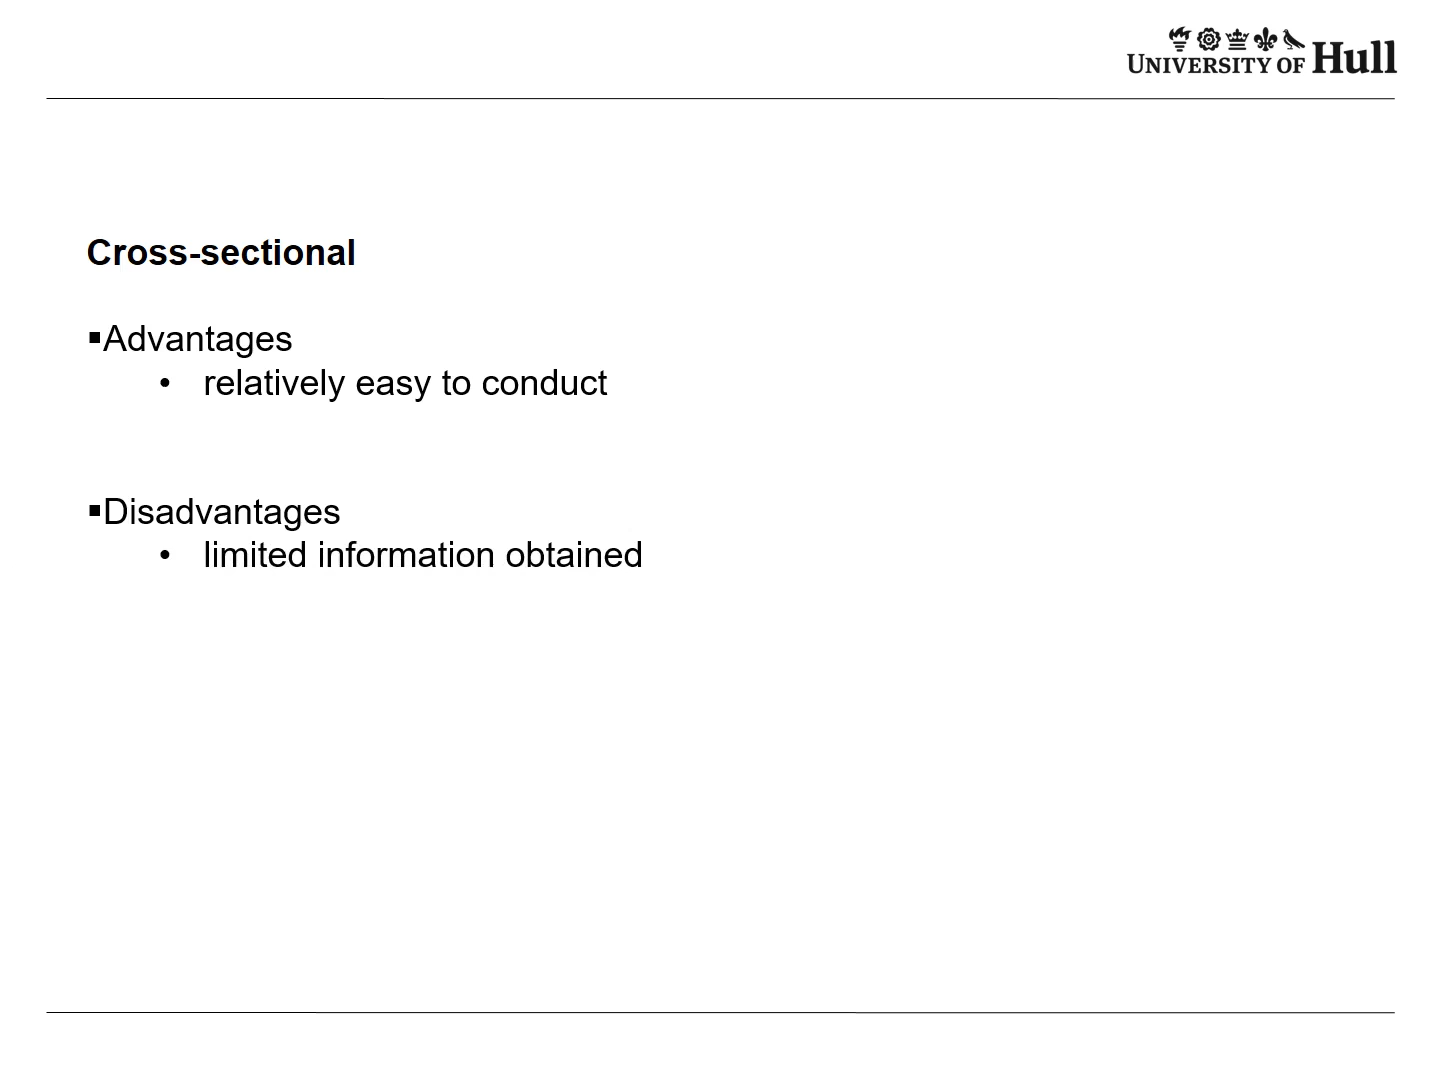 UNIVERSITY OF Hull
Cross-sectional
▪Advantages
• relatively easy to conduct
▪Disadvantages
• limited information obtained